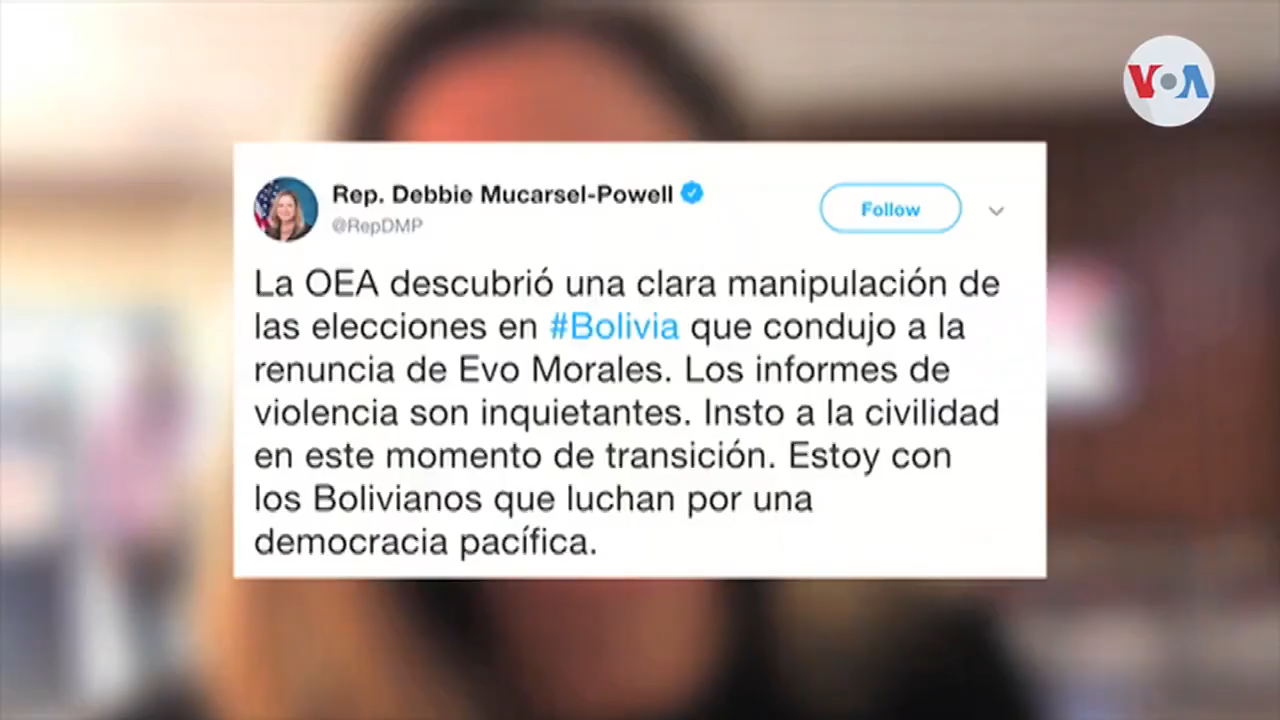 VOA
Rep. Debbie Mucarsel-Powell
@RepDMP
Follow
La OEA descubrió una clara manipulación de
las elecciones en #Bolivia que condujo a la
renuncia de Evo Morales. Los informes de
violencia son inquietantes. Insto a la civilidad
en este momento de transición. Estoy con
los Bolivianos que luchan por una
democracia pacífica.